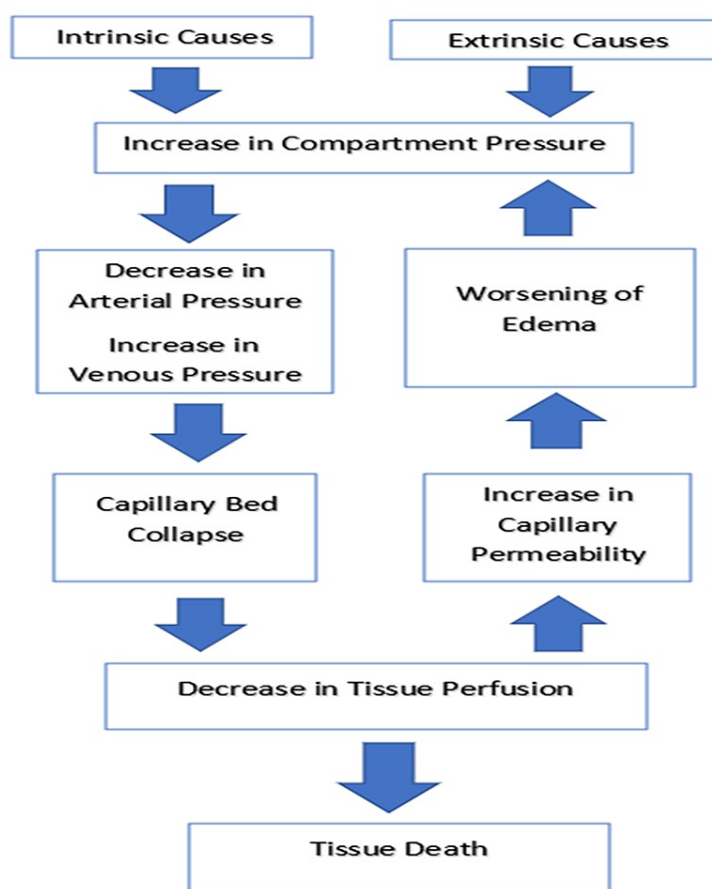 Intrinsic Causes
Extrinsic Causes
Increase in Compartment Pressure
Decrease in
Arterial Pressure
Increase in
Venous Pressure
Worsening of
Edema
Capillary Bed
Collapse
Increase in
Capillary
Permeability
Decrease in Tissue Perfusion
Tissue Death